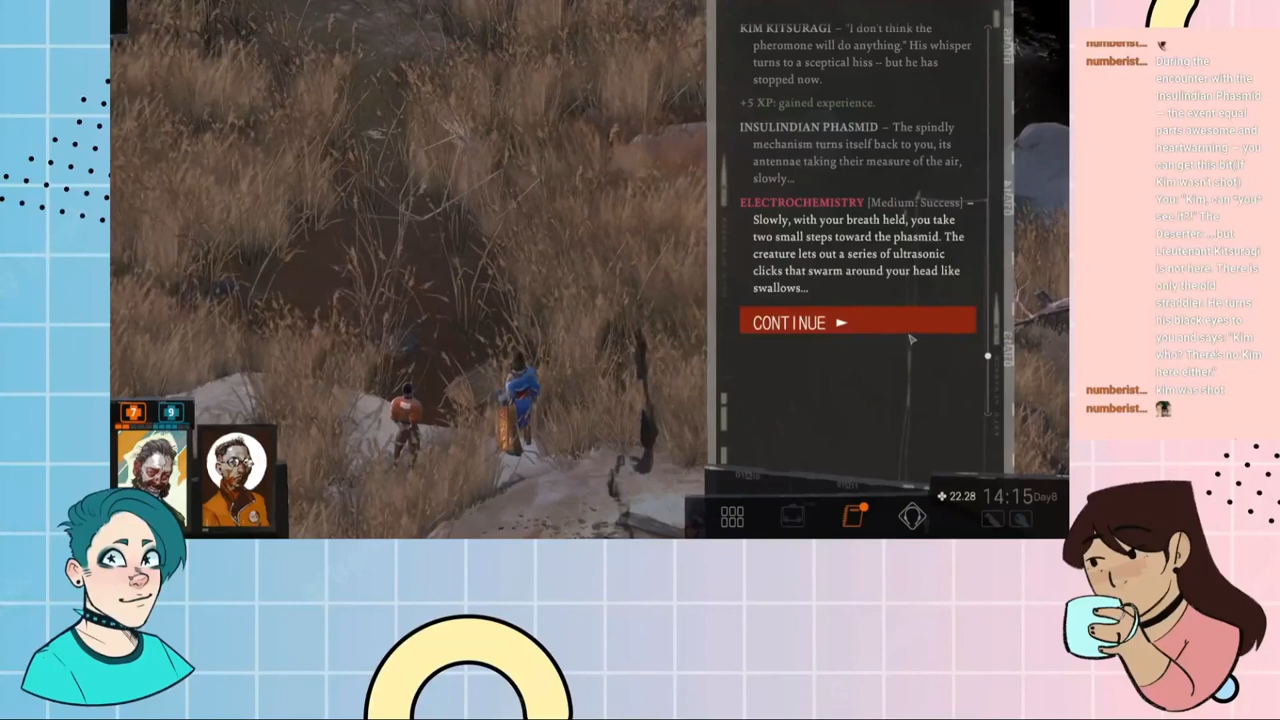 KIM KITSURAGI – "I don't think the
pheromone will do anything." His whisper
turns to a sceptical hiss – but he has
stopped now.
+5 XP: gained experience.
INSULINDIAN PHASMID – The spindly
mechanism turns itself back to you, its
antennae taking their measure of the air,
slowly...
ELECTROCHEMISTRY [Medium: Success] –
Slowly, with your breath held, you take
two small steps toward the phasmid. The
creature lets out a series of ultrasonic
clicks that swarm around your head like
swallows...
CONTINUE
7 9
22.28 14:15 Day8
numberist...
numberist... During the
encounter with the
Insulindian Phasmid
– the event equal
parts awesome and
heartwarming – you
can get this bit(if
Kim wasn't shot)
You: "Kim, can *you*
see it?!" The
Deserter: ...but
Lieutenant Kitsuragi
is not here. There is
only the old
straddler. He turns
his black eyes to
you and says: "Kim
who? There's no Kim
here either."
numberist... kim was shot
numberist...